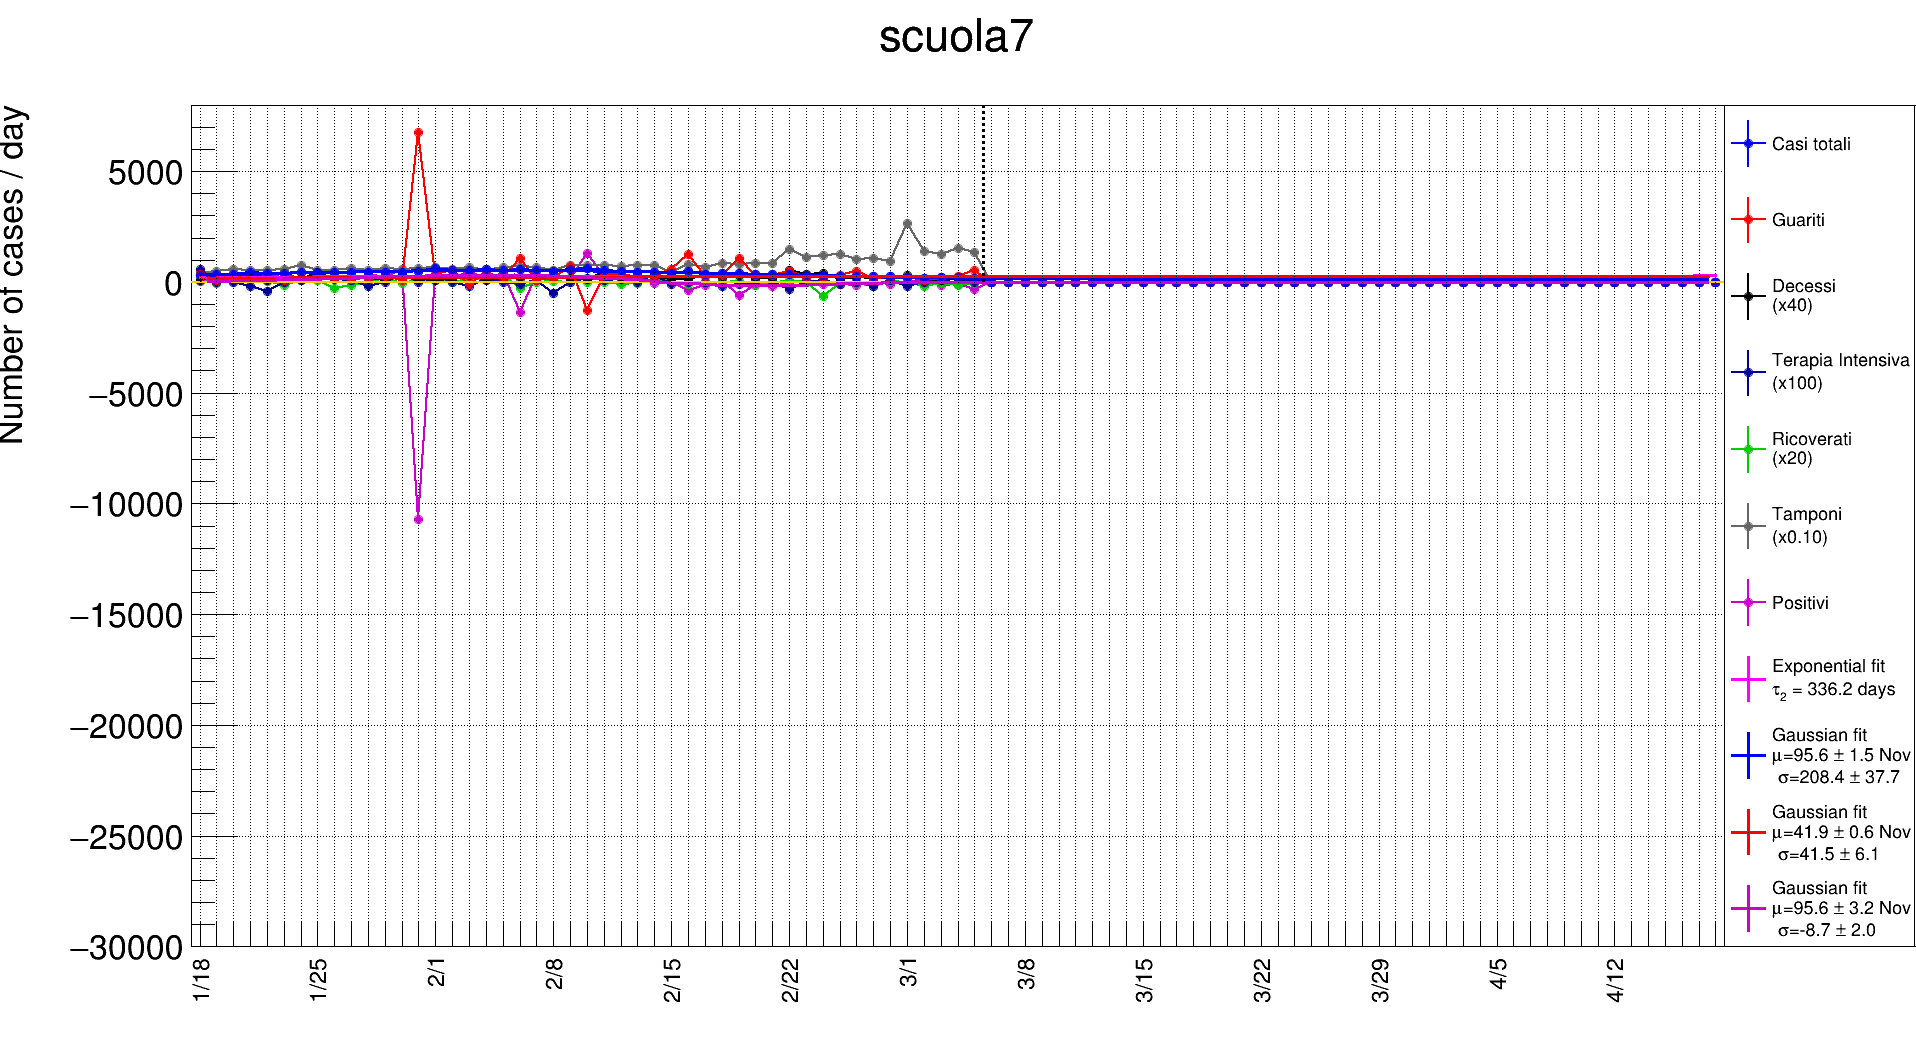 scuola7
Number of cases / day
5000
0
−5000
−10000
−15000
−20000
−25000
−30000
1/18
1/25
2/1
2/8
2/15
2/22
3/1
3/8
3/15
3/22
3/29
4/5
4/12
Casi totali
Guariti
Decessi
(x40)
Terapia Intensiva
(x100)
Ricoverati
(x20)
Tamponi
(x0.10)
Positivi
Exponential fit
τ2 = 336.2 days
Gaussian fit
μ=95.6 ± 1.5 Nov
σ=208.4 ± 37.7
Gaussian fit
μ=41.9 ± 0.6 Nov
σ=41.5 ± 6.1
Gaussian fit
μ=95.6 ± 3.2 Nov
σ=-8.7 ± 2.0